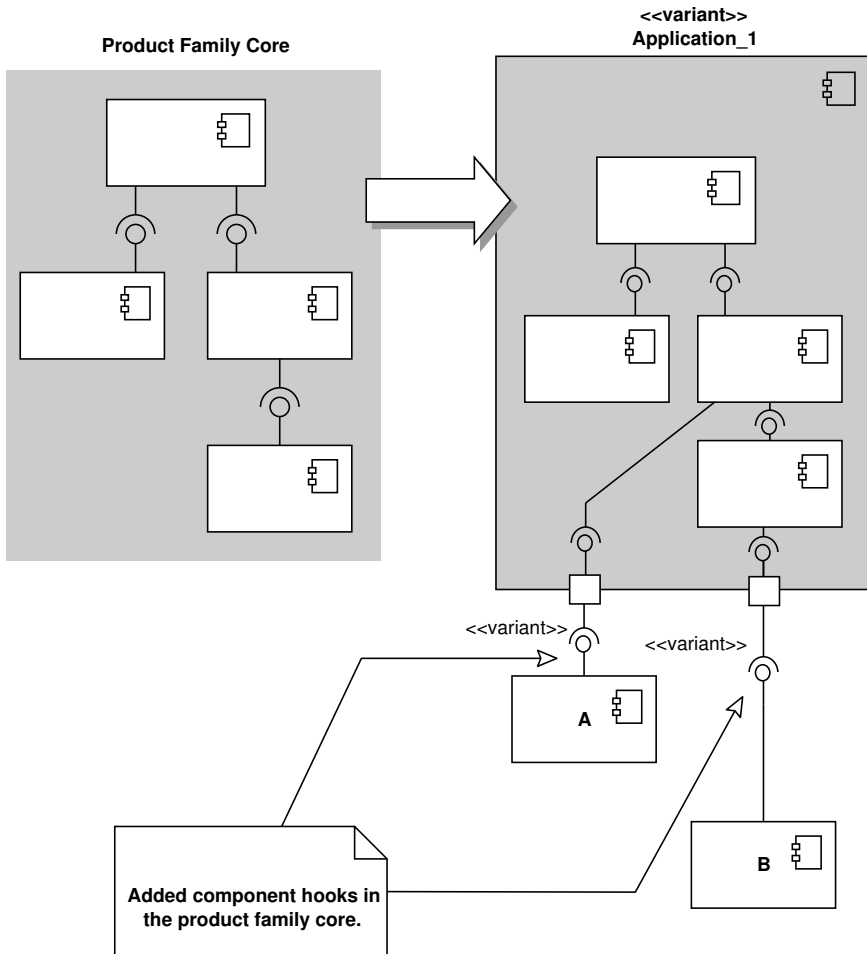 <<variant>>
Product Family Core
Application_1
<<variant>>
<<variant>>
A
B
Added component hooks in
the product family core.